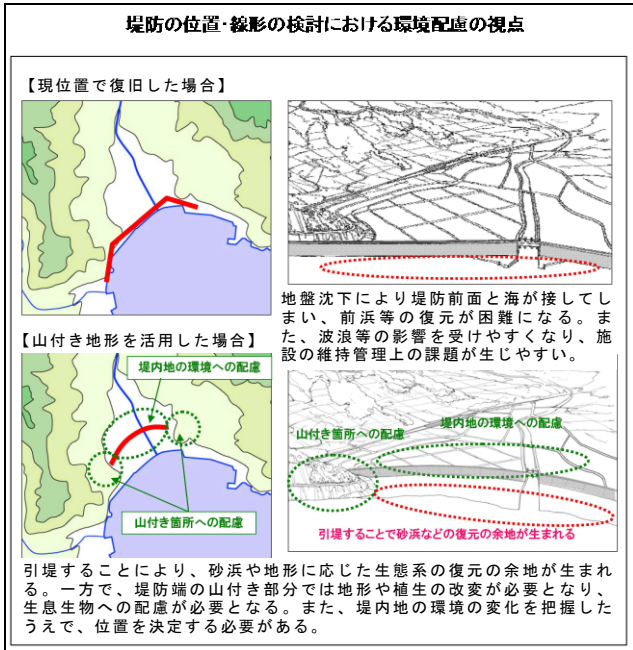 堤防の位置・線形の検討における環境配慮の視点
【現位置で復旧した場合】
地盤沈下により堤防前面と海が接してし
まい、前浜等の復元が困難になる。ま
た、波浪等の影響を受けやすくなり、施
設の維持管理上の課題が生じやすい。
【山付き地形を活用した場合】
堤内地の環境への配慮
山付き箇所への配慮
山付き箇所への配慮
堤内地の環境への配慮
引堤することで砂浜などの復元の余地が生まれる
引堤することにより、砂浜や地形に応じた生態系の復元の余地が生まれ
る。一方で、堤防端の山付き部分では地形や植生の改変が必要となり、
生息生物への配慮が必要となる。また、堤内地の環境の変化を把握した
うえで、位置を決定する必要がある。